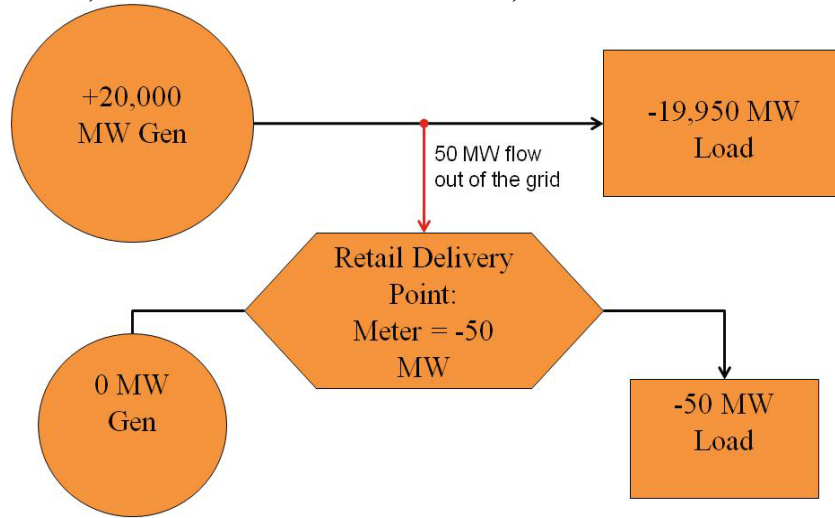 +20,000
MW Gen
-19,950 MW
Load
50 MW flow
out of the grid
Retail Delivery
Point:
Meter = -50
MW
0 MW
Gen
-50 MW
Load